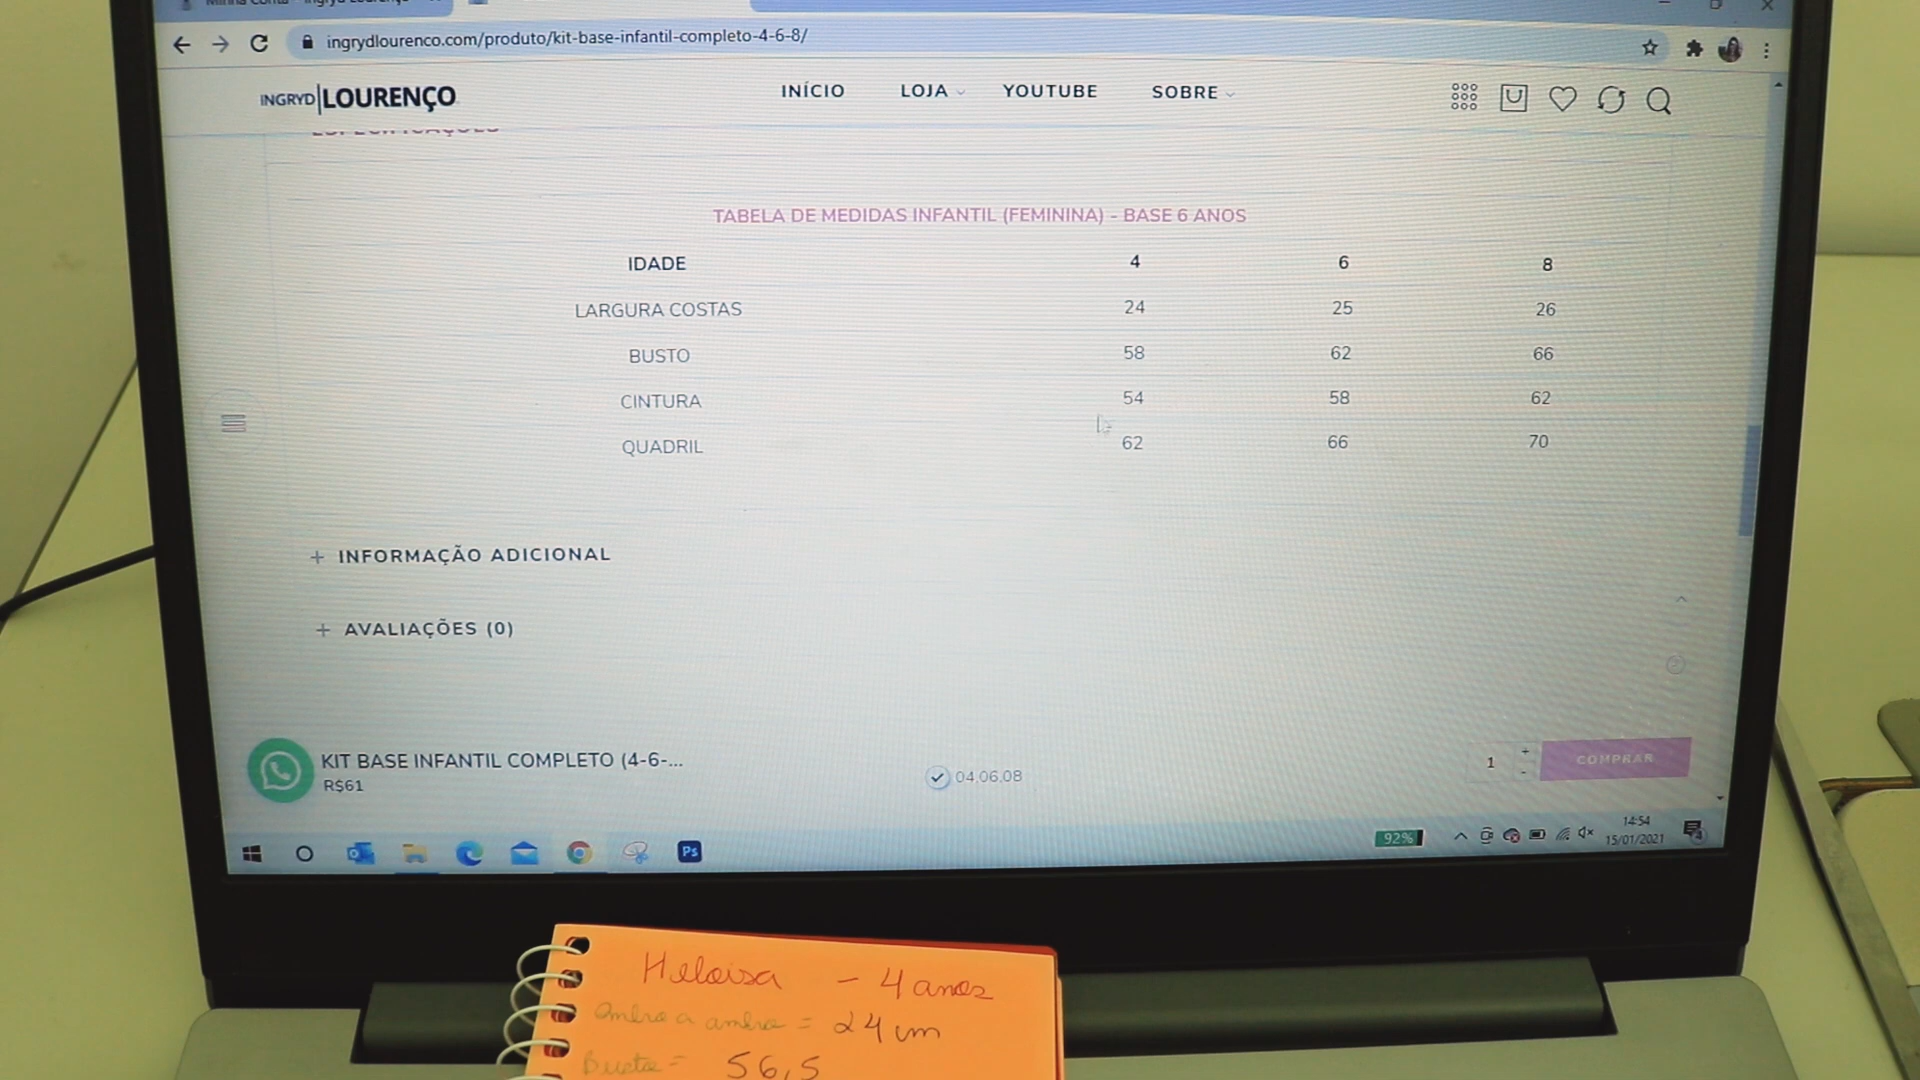 ingrydlourenco.com/produto/kit-base-infantil-completo-4-6-8/
INGRYD|LOURENÇO
INÍCIO LOJA YOUTUBE SOBRE
ESPECIFICAÇÕES
TABELA DE MEDIDAS INFANTIL (FEMININA) - BASE 6 ANOS
IDADE 4 6 8
LARGURA COSTAS 24 25 26
BUSTO 58 62 66
CINTURA 54 58 62
QUADRIL 62 66 70
+ INFORMAÇÃO ADICIONAL
+ AVALIAÇÕES (0)
KIT BASE INFANTIL COMPLETO (4-6-...
R$61
04,06,08
1 + -
COMPRAR
92%
14:54
15/01/2021
Ps
Heloisa - 4 anos
ombro a ombro = 24 cm
Busto = 56,5